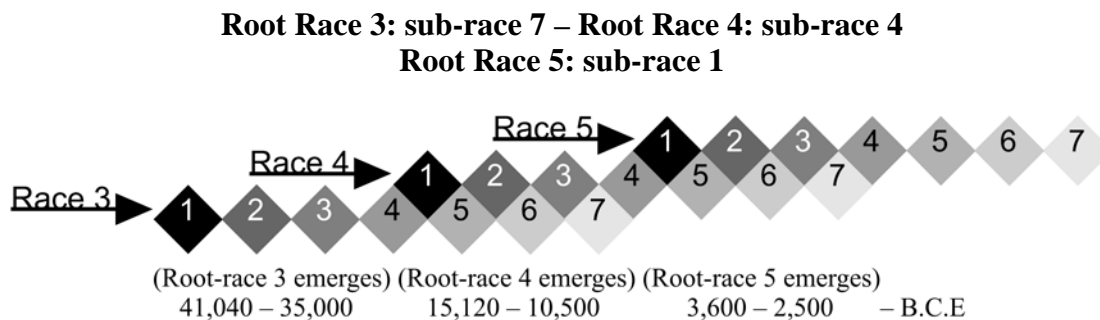 Root Race 3: sub-race 7 – Root Race 4: sub-race 4
Root Race 5: sub-race 1
Race 5 1 2 3 4 5 6 7
Race 4 1 2 3 4 5 6 7
Race 3 1 2 3 4 5 6 7
(Root-race 3 emerges) (Root-race 4 emerges) (Root-race 5 emerges)
41,040 – 35,000 15,120 – 10,500 3,600 – 2,500 – B.C.E